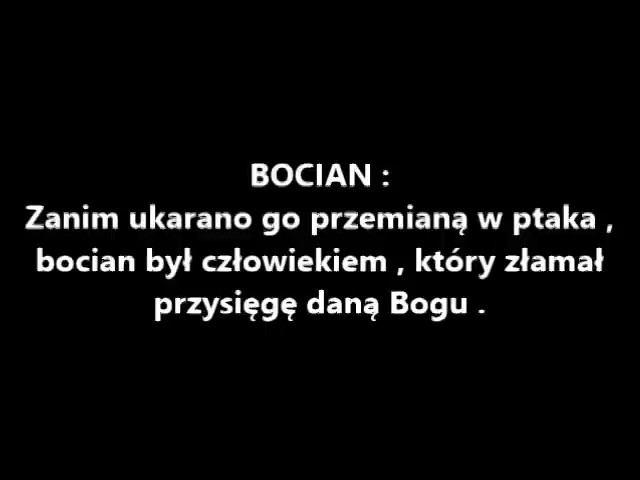 BOCIAN :
Zanim ukarano go przemianą w ptaka ,
bocian był człowiekiem , który złamał
przysięgę daną Bogu .